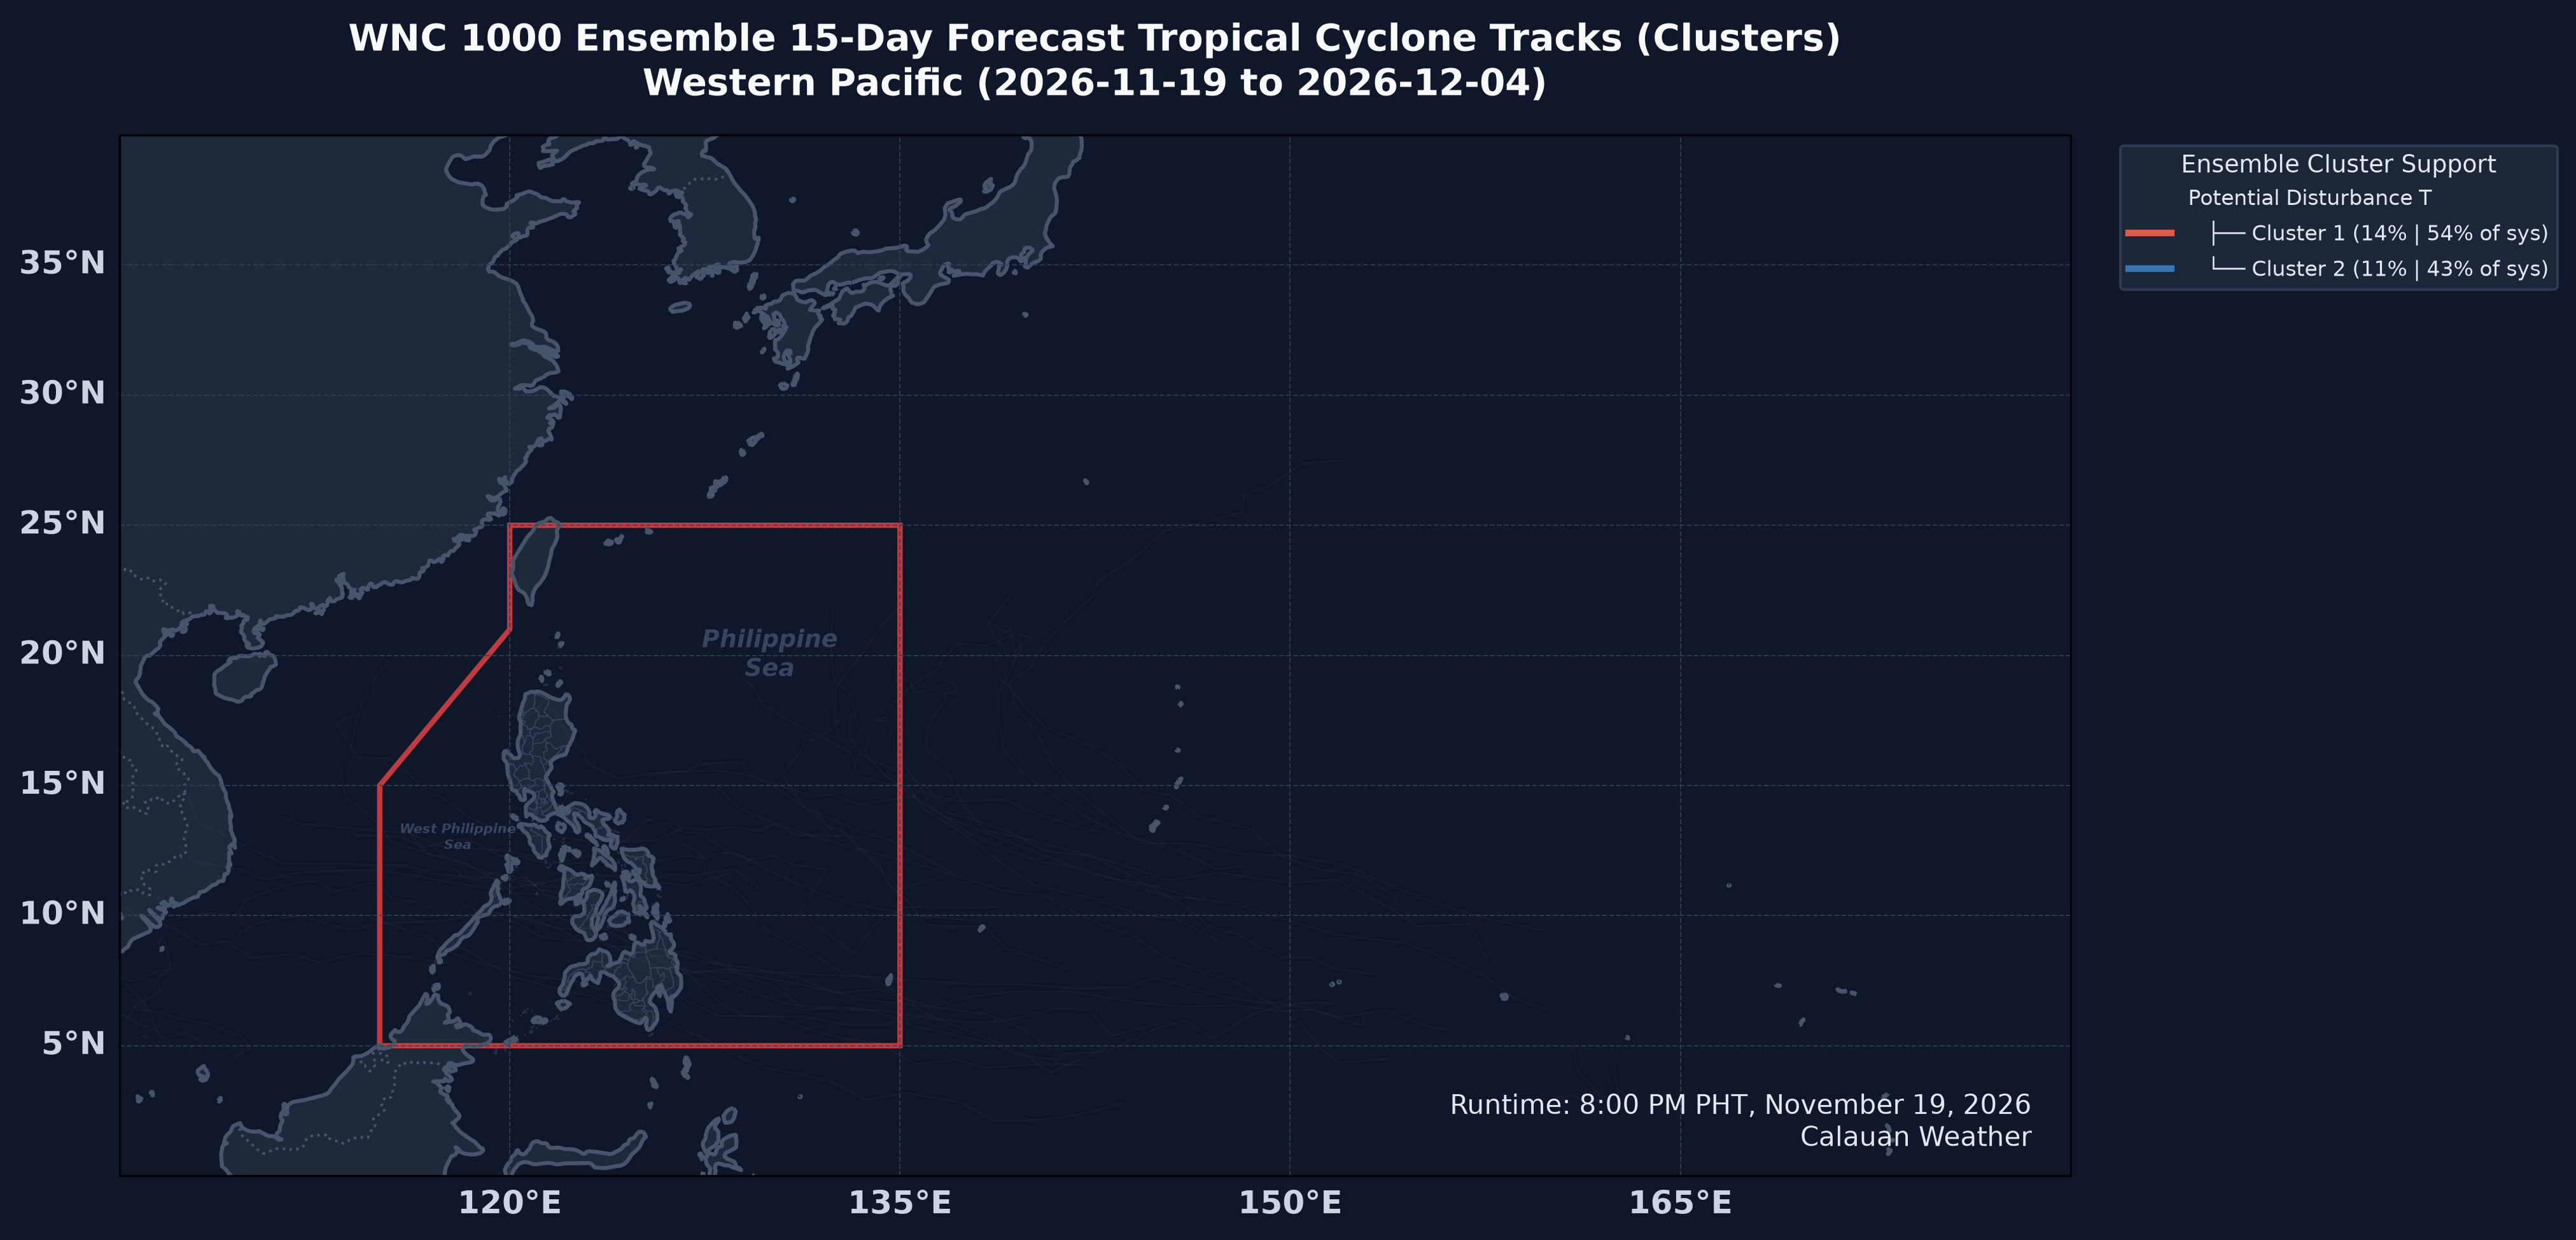 WNC 1000 Ensemble 15-Day Forecast Tropical Cyclone Tracks (Clusters)
Western Pacific (2026-11-19 to 2026-12-04)
Ensemble Cluster Support
Potential Disturbance T
Cluster 1 (14% | 54% of sys)
Cluster 2 (11% | 43% of sys)
35°N
30°N
25°N
20°N
15°N
10°N
5°N
Philippine
Sea
West Philippine
Sea
Runtime: 8:00 PM PHT, November 19, 2026
Calauan Weather
120°E
135°E
150°E
165°E